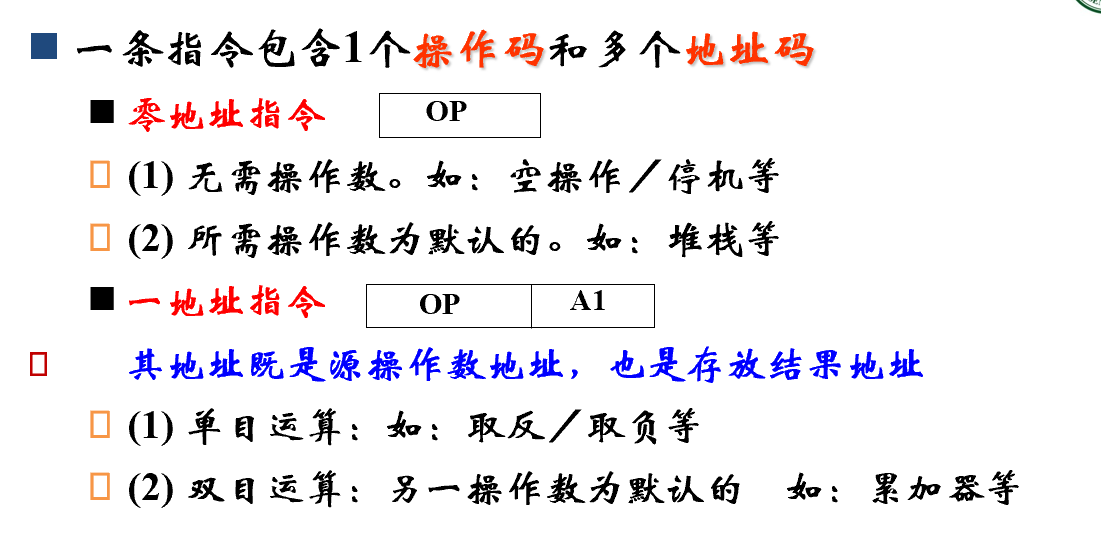 一条指令包含1个操作码和多个地址码
零地址指令 OP
(1) 无需操作数。如：空操作／停机等
(2) 所需操作数为默认的。如：堆栈等
一地址指令 OP A1
其地址既是源操作数地址，也是存放结果地址
(1) 单目运算：如：取反／取负等
(2) 双目运算：另一操作数为默认的 如：累加器等